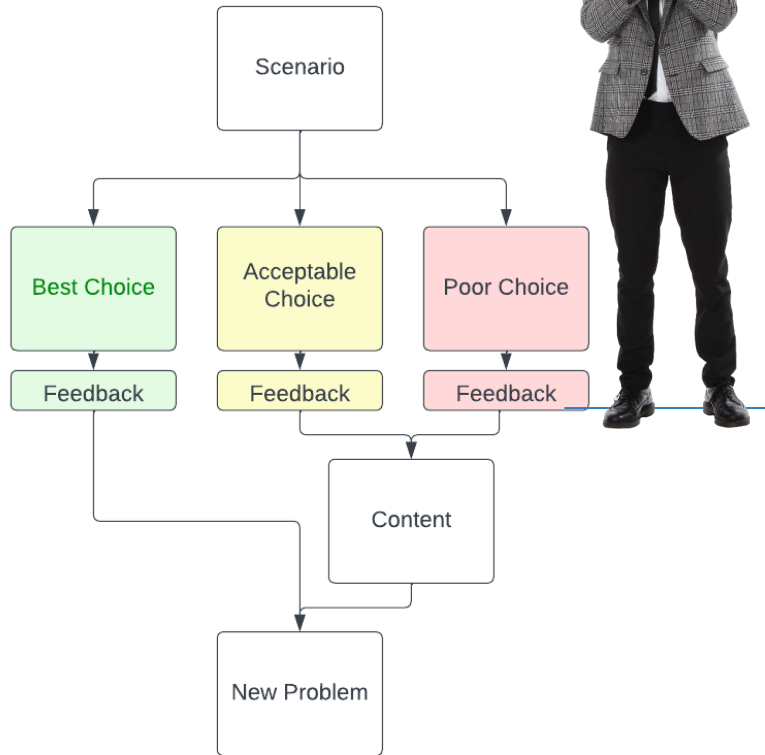 Scenario
Best Choice
Acceptable
Choice
Poor Choice
Feedback
Feedback
Feedback
Content
New Problem